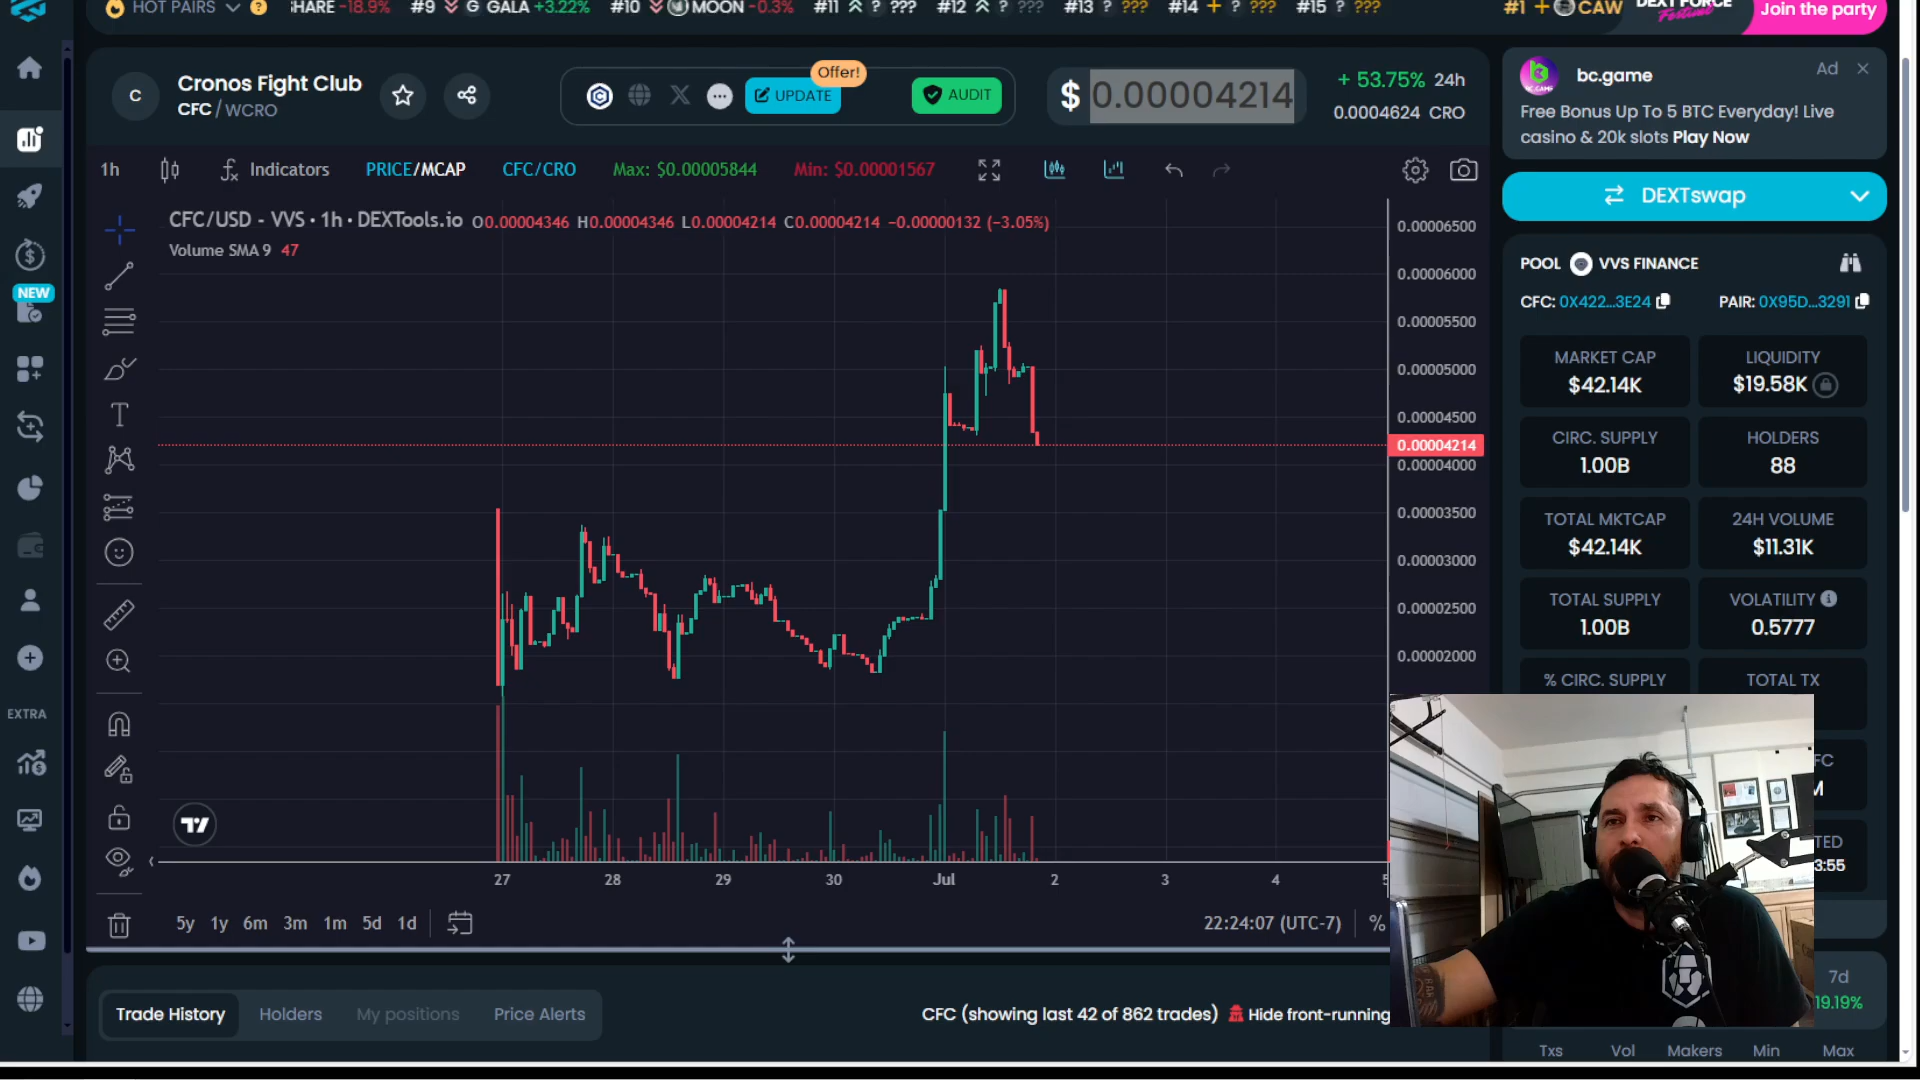 HOT PAIRS ? SHARE -18.9% #9 G GALA +3.22% #10 MOON -0.3% #11 ? ??? #12 ? ??? #13 ? ??? #14 ? ??? #15 ? ??? #1 CAW Join the party
C Cronos Fight Club
CFC / WCRO
Offer!
UPDATE AUDIT
$ 0.00004214
+ 53.75% 24h
0.0004624 CRO
bc.game Ad
Free Bonus Up To 5 BTC Everyday! Live
casino & 20k slots Play Now
1h Indicators PRICE/MCAP CFC/CRO Max: $0.00005844 Min: $0.00001567
DEXTswap
CFC/USD - VVS • 1h • DEXTools.io O0.00004346 H0.00004346 L0.00004214 C0.00004214 −0.00000132 (−3.05%)
Volume SMA 9 47
0.00006500
0.00006000
0.00005500
0.00005000
0.00004500
0.00004214
0.00004000
0.00003500
0.00003000
0.00002500
0.00002000
POOL VVS FINANCE
CFC: 0X422...3E24 PAIR: 0X95D...3291
MARKET CAP LIQUIDITY
$42.14K $19.58K
CIRC. SUPPLY HOLDERS
1.00B 88
TOTAL MKTCAP 24H VOLUME
$42.14K $11.31K
TOTAL SUPPLY VOLATILITY
1.00B 0.5777
% CIRC. SUPPLY TOTAL TX
NEW
EXTRA
27 28 29 30 Jul 2 3 4 5
5y 1y 6m 3m 1m 5d 1d 22:24:07 (UTC-7) %
FC
M
TED
3:55
7d
19.19%
Trade History Holders My positions Price Alerts
CFC (showing last 42 of 862 trades) Hide front-running
Txs Vol Makers Min Max